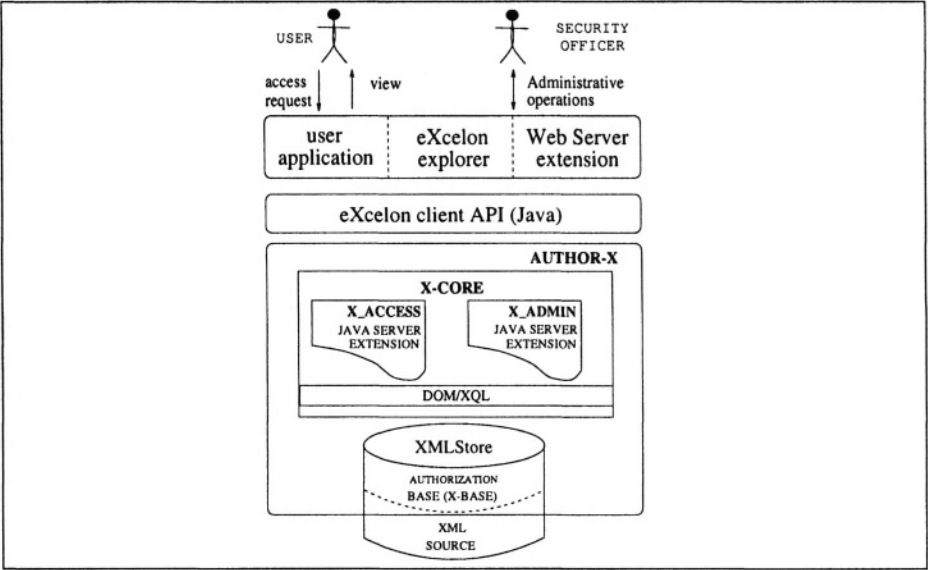 USER
SECURITY
OFFICER
access
request
view
Administrative
operations
user
application
eXcelon
explorer
Web Server
extension
eXcelon client API (Java)
AUTHOR-X
X-CORE
X_ACCESS
JAVA SERVER
EXTENSION
X_ADMIN
JAVA SERVER
EXTENSION
DOM/XQL
XMLStore
AUTHORIZATION
BASE (X-BASE)
XML
SOURCE